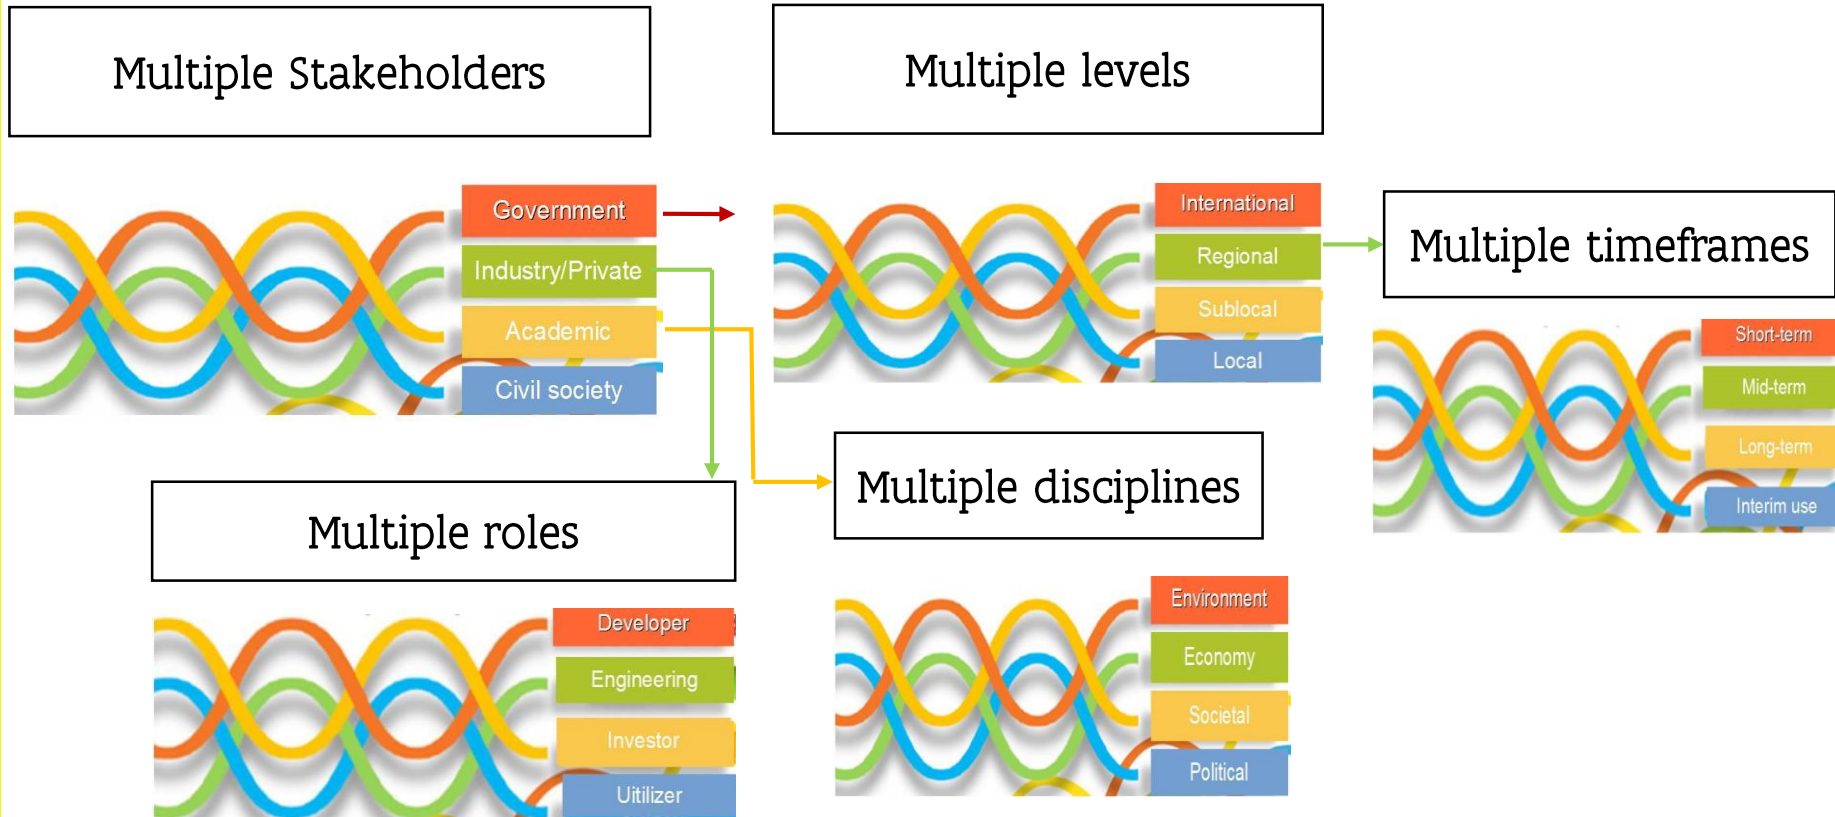 Multiple Stakeholders
Government
Industry/Private
Academic
Civil society
Multiple levels
International
Regional
Sublocal
Local
Multiple timeframes
Short-term
Mid-term
Long-term
Interim use
Multiple roles
Developer
Engineering
Investor
Uitilizer
Multiple disciplines
Environment
Economy
Societal
Political